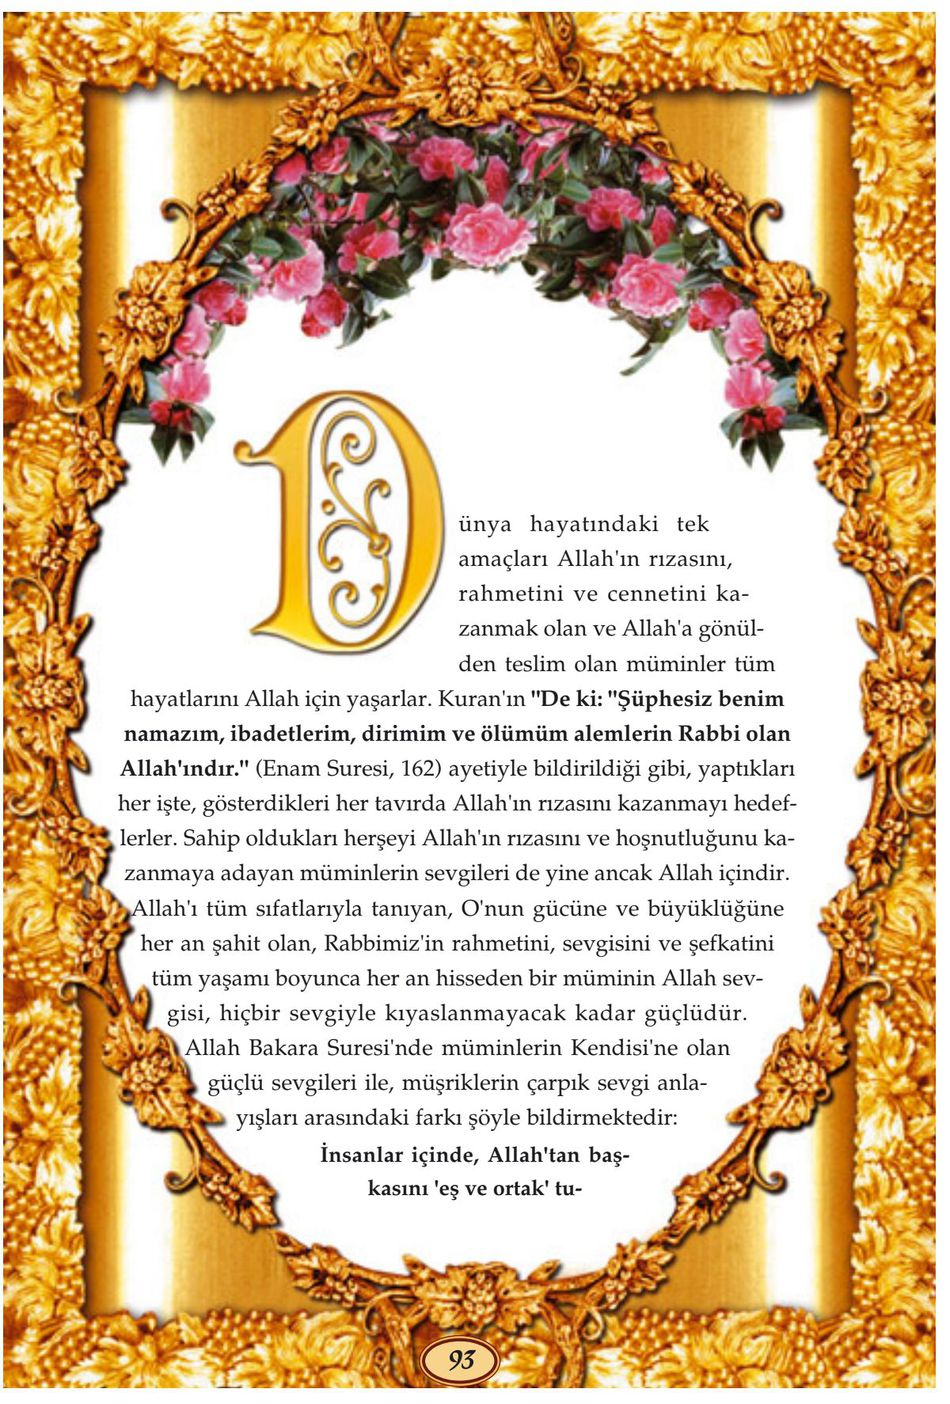 Dünya hayatındaki tek
amaçları Allah'ın rızasını,
rahmetini ve cennetini ka-
zanmak olan ve Allah'a gönül-
den teslim olan müminler tüm
hayatlarını Allah için yaşarlar. Kuran'ın "De ki: "Şüphesiz benim
namazım, ibadetlerim, dirimim ve ölümüm alemlerin Rabbi olan
Allah'ındır." (Enam Suresi, 162) ayetiyle bildirildiği gibi, yaptıkları
her işte, gösterdikleri her tavırda Allah'ın rızasını kazanmayı hedef-
lerler. Sahip oldukları herşeyi Allah'ın rızasını ve hoşnutluğunu ka-
zanmaya adayan müminlerin sevgileri de yine ancak Allah içindir.
Allah'ı tüm sıfatlarıyla tanıyan, O'nun gücüne ve büyüklüğüne
her an şahit olan, Rabbimiz'in rahmetini, sevgisini ve şefkatini
tüm yaşamı boyunca her an hisseden bir müminin Allah sev-
gisi, hiçbir sevgiyle kıyaslanmayacak kadar güçlüdür.
Allah Bakara Suresi'nde müminlerin Kendisi'ne olan
güçlü sevgileri ile, müşriklerin çarpık sevgi anla-
yışları arasındaki farkı şöyle bildirmektedir:
İnsanlar içinde, Allah'tan baş-
kasını 'eş ve ortak' tu-
93